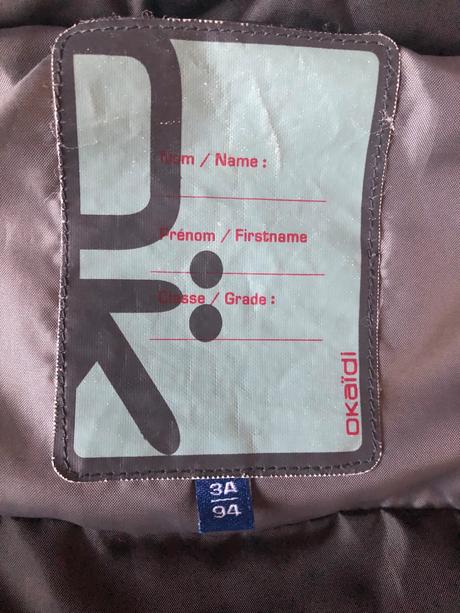 Nom / Name :
Prénom / Firstname
Classe / Grade :
OKaïDi
3A
94